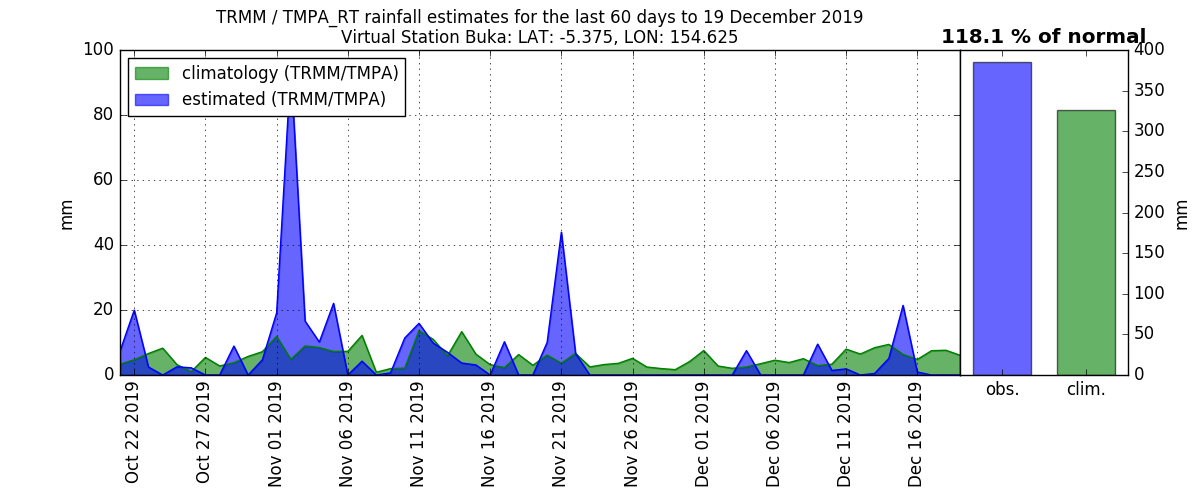 TRMM / TMPA_RT rainfall estimates for the last 60 days to 19 December 2019
Virtual Station Buka: LAT: -5.375, LON: 154.625
118.1 % of normal
climatology (TRMM/TMPA)
estimated (TRMM/TMPA)
100
80
60
40
20
0
mm
Oct 22 2019
Oct 27 2019
Nov 01 2019
Nov 06 2019
Nov 11 2019
Nov 16 2019
Nov 21 2019
Nov 26 2019
Dec 01 2019
Dec 06 2019
Dec 11 2019
Dec 16 2019
obs.
clim.
400
350
300
250
200
150
100
50
0
mm